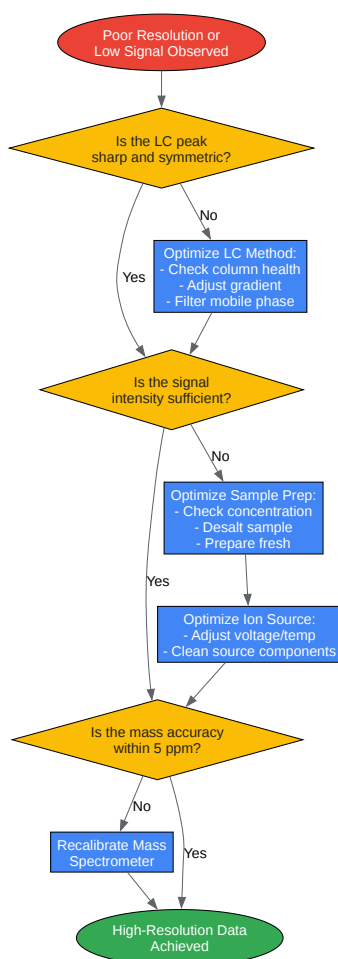 Poor Resolution or
Low Signal Observed
Is the LC peak
sharp and symmetric?
No
Optimize LC Method:
- Check column health
- Adjust gradient
- Filter mobile phase
Yes
Is the signal
intensity sufficient?
No
Optimize Sample Prep:
- Check concentration
- Desalt sample
- Prepare fresh
Yes
Optimize Ion Source:
- Adjust voltage/temp
- Clean source components
Is the mass accuracy
within 5 ppm?
No
Recalibrate Mass
Spectrometer
Yes
High-Resolution Data
Achieved